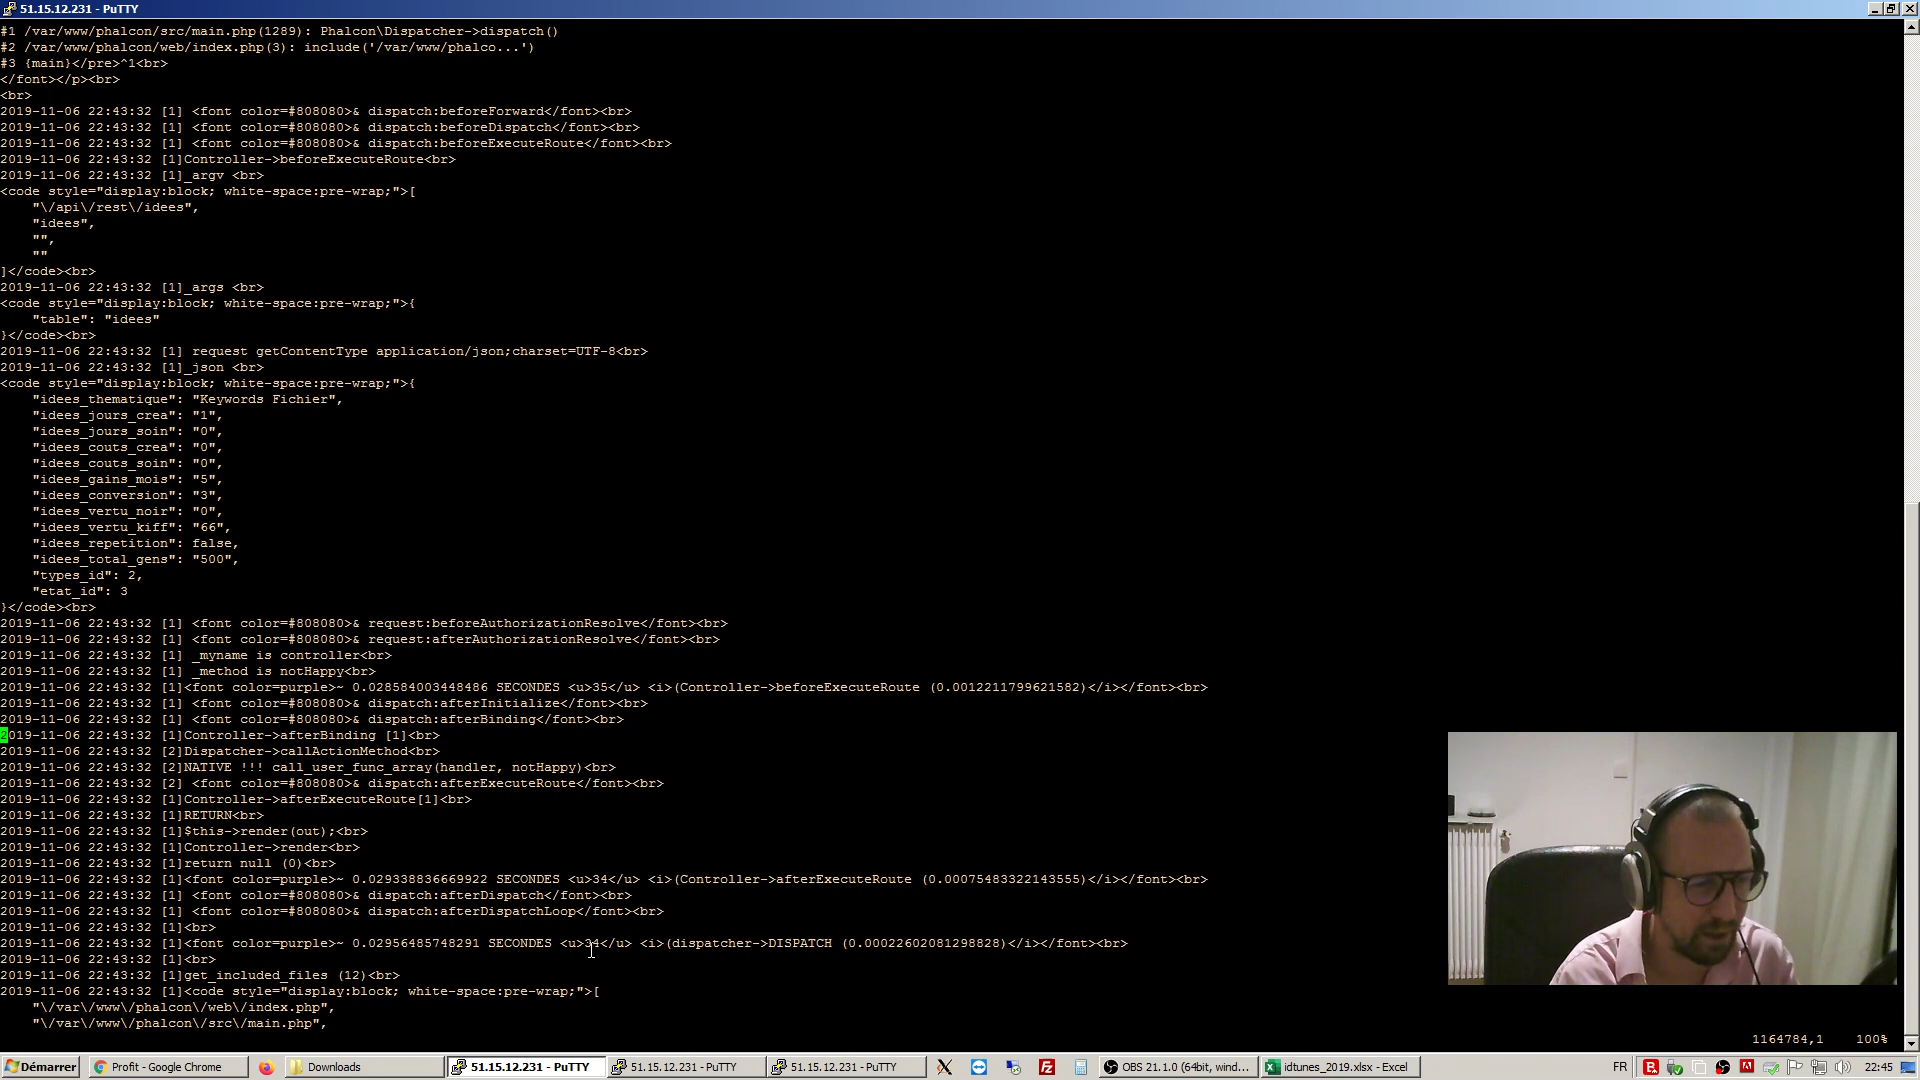 51.15.12.231 - PuTTY
#1 /var/www/phalcon/src/main.php(1289): Phalcon\Dispatcher->dispatch()
#2 /var/www/phalcon/web/index.php(3): include('/var/www/phalco...')
#3 {main}</pre>^1<br>
</font></p><br>
<br>
2019-11-06 22:43:32 [1] <font color=#808080>& dispatch:beforeForward</font><br>
2019-11-06 22:43:32 [1] <font color=#808080>& dispatch:beforeDispatch</font><br>
2019-11-06 22:43:32 [1] <font color=#808080>& dispatch:beforeExecuteRoute</font><br>
2019-11-06 22:43:32 [1]Controller->beforeExecuteRoute<br>
2019-11-06 22:43:32 [1]_argv <br>
<code style="display:block; white-space:pre-wrap;">[
    "\/api\/rest\/idees",
    "idees",
    "",
    ""
]</code><br>
2019-11-06 22:43:32 [1]_args <br>
<code style="display:block; white-space:pre-wrap;">{
    "table": "idees"
}</code><br>
2019-11-06 22:43:32 [1] request getContentType application/json;charset=UTF-8<br>
2019-11-06 22:43:32 [1]_json <br>
<code style="display:block; white-space:pre-wrap;">{
    "idees_thematique": "Keywords Fichier",
    "idees_jours_crea": "1",
    "idees_jours_soin": "0",
    "idees_couts_crea": "0",
    "idees_couts_soin": "0",
    "idees_gains_mois": "5",
    "idees_conversion": "3",
    "idees_vertu_noir": "0",
    "idees_vertu_kiff": "66",
    "idees_repetition": false,
    "idees_total_gens": "500",
    "types_id": 2,
    "etat_id": 3
}</code><br>
2019-11-06 22:43:32 [1] <font color=#808080>& request:beforeAuthorizationResolve</font><br>
2019-11-06 22:43:32 [1] <font color=#808080>& request:afterAuthorizationResolve</font><br>
2019-11-06 22:43:32 [1] _myname is controller<br>
2019-11-06 22:43:32 [1] _method is notHappy<br>
2019-11-06 22:43:32 [1]<font color=purple>~ 0.028584003448486 SECONDES <u>35</u> <i>(Controller->beforeExecuteRoute (0.0012211799621582)</i></font><br>
2019-11-06 22:43:32 [1] <font color=#808080>& dispatch:afterInitialize</font><br>
2019-11-06 22:43:32 [1] <font color=#808080>& dispatch:afterBinding</font><br>
2019-11-06 22:43:32 [1]Controller->afterBinding [1]<br>
2019-11-06 22:43:32 [2]Dispatcher->callActionMethod<br>
2019-11-06 22:43:32 [2]NATIVE !!! call_user_func_array(handler, notHappy)<br>
2019-11-06 22:43:32 [2] <font color=#808080>& dispatch:afterExecuteRoute</font><br>
2019-11-06 22:43:32 [1]Controller->afterExecuteRoute[1]<br>
2019-11-06 22:43:32 [1]RETURN<br>
2019-11-06 22:43:32 [1]$this->render(out);<br>
2019-11-06 22:43:32 [1]Controller->render<br>
2019-11-06 22:43:32 [1]return null (0)<br>
2019-11-06 22:43:32 [1]<font color=purple>~ 0.029338836669922 SECONDES <u>34</u> <i>(Controller->afterExecuteRoute (0.00075483322143555)</i></font><br>
2019-11-06 22:43:32 [1] <font color=#808080>& dispatch:afterDispatch</font><br>
2019-11-06 22:43:32 [1] <font color=#808080>& dispatch:afterDispatchLoop</font><br>
2019-11-06 22:43:32 [1]<br>
2019-11-06 22:43:32 [1]<font color=purple>~ 0.02956485748291 SECONDES <u>34</u> <i>(dispatcher->DISPATCH (0.00022602081298828)</i></font><br>
2019-11-06 22:43:32 [1]<br>
2019-11-06 22:43:32 [1]get_included_files (12)<br>
2019-11-06 22:43:32 [1]<code style="display:block; white-space:pre-wrap;">[
    "\/var\/www\/phalcon\/web\/index.php",
    "\/var\/www\/phalcon\/src\/main.php",
1164784,1 100%
Démarrer Profit - Google Chrome Downloads 51.15.12.231 - PuTTY 51.15.12.231 - PuTTY 51.15.12.231 - PuTTY OBS 21.1.0 (64bit, wind... idtunes_2019.xlsx - Excel FR 22:45